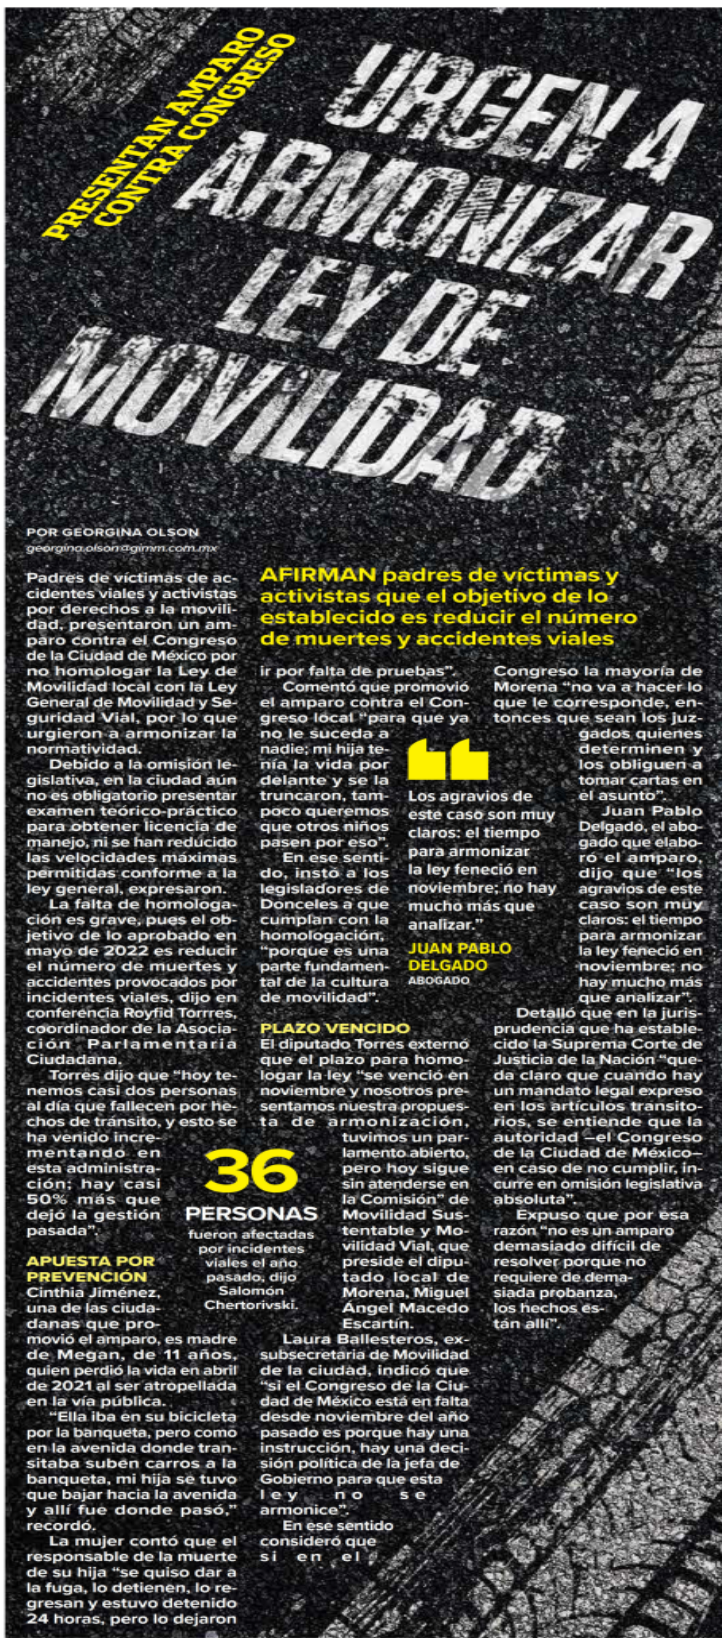 PRESENTAN AMPARO
CONTRA CONGRESO
URGEN A
ARMONIZAR
LEY DE
MOVILIDAD
POR GEORGINA OLSON
georgina.olson@gimm.com.mx
AFIRMAN padres de víctimas y
activistas que el objetivo de lo
establecido es reducir el número
de muertes y accidentes viales
Padres de víctimas de ac-
cidentes viales y activistas
por derechos a la movili-
dad, presentaron un am-
paro contra el Congreso
de la Ciudad de México por
no homologar la Ley de
Movilidad local con la Ley
General de Movilidad y Se-
guridad Vial, por lo que
urgieron a armonizar la
normatividad.
Debido a la omisión le-
gislativa, en la ciudad aún
no es obligatorio presentar
examen teórico-práctico
para obtener licencia de
manejo, ni se han reducido
las velocidades máximas
permitidas conforme a la
ley general, expresaron.
La falta de homologa-
ción es grave, pues el ob-
jetivo de lo aprobado en
mayo de 2022 es reducir
el número de muertes y
accidentes provocados por
incidentes viales, dijo en
conferencia Royfid Torrres,
coordinador de la Asocia-
ción Parlamentaria
Ciudadana.
Torres dijo que “hoy te-
nemos casi dos personas
al día que fallecen por he-
chos de tránsito, y esto se
ha venido incre-
mentando en
esta administra-
ción; hay casi
50% más que
dejó la gestión
pasada”.
APUESTA POR
PREVENCIÓN
Cinthia Jiménez,
una de las ciuda-
danas que pro-
movió el amparo, es madre
de Megan, de 11 años,
quien perdió la vida en abril
de 2021 al ser atropellada
en la vía pública.
“Ella iba en su bicicleta
por la banqueta, pero como
en la avenida donde tran-
sitaba suben carros a la
banqueta, mi hija se tuvo
que bajar hacia la avenida
y allí fue donde pasó,”
recordó.
La mujer contó que el
responsable de la muerte
de su hija “se quiso dar a
la fuga, lo detienen, lo re-
gresan y estuvo detenido
24 horas, pero lo dejaron
ir por falta de pruebas”.
Comentó que promovió
el amparo contra el Con-
greso local “para que ya
no le suceda a
nadie; mi hija te-
nía la vida por
delante y se la
truncaron, tam-
poco queremos
que otros niños
pasen por eso”.
En ese senti-
do, instó a los
legisladores de
Donceles a que
cumplan con la
homologación,
“porque es una
parte fundamen-
tal de la cultura
de movilidad”.
PLAZO VENCIDO
El diputado Torres externó
que el plazo para homo-
logar la ley “se venció en
noviembre y nosotros pre-
sentamos nuestra propues-
ta de armonización,
tuvimos un par-
lamento abierto,
pero hoy sigue
sin atenderse en
la Comisión” de
Movilidad Sus-
tentable y Mo-
vilidad Vial, que
preside el dipu-
tado local de
Morena, Miguel
Ángel Macedo
Escartín.
Laura Ballesteros, ex-
subsecretaria de Movilidad
de la ciudad, indicó que
“si el Congreso de la Ciu-
dad de México está en falta
desde noviembre del año
pasado es porque hay una
instrucción, hay una deci-
sión política de la jefa de
Gobierno para que esta
ley no se
armonice”.
En ese sentido
consideró que
si en el
Congreso la mayoría de
Morena “no va a hacer lo
que le corresponde, en-
tonces que sean los juz-
gados quienes
determinen y
los obliguen a
tomar cartas en
el asunto”.
Juan Pablo
Delgado, el abo-
gado que elabo-
ró el amparo,
dijo que “los
agravios de este
caso son muy
claros: el tiempo
para armonizar
la ley feneció en
noviembre; no
hay mucho más
que analizar”.
Detalló que en la juris-
prudencia que ha estable-
cido la Suprema Corte de
Justicia de la Nación “que-
da claro que cuando hay
un mandato legal expreso
en los artículos transito-
rios, se entiende que la
autoridad —el Congreso
de la Ciudad de México—
en caso de no cumplir, in-
curre en omisión legislativa
absoluta”.
Expuso que por esa
razón “no es un amparo
demasiado difícil de
resolver porque no
requiere de dema-
siada probanza,
los hechos es-
tán allí”.
Los agravios de
este caso son muy
claros: el tiempo
para armonizar
la ley feneció en
noviembre; no hay
mucho más que
analizar.”
JUAN PABLO
DELGADO
ABOGADO
36
PERSONAS
fueron afectadas
por incidentes
viales el año
pasado, dijo
Salomón
Chertorivski.